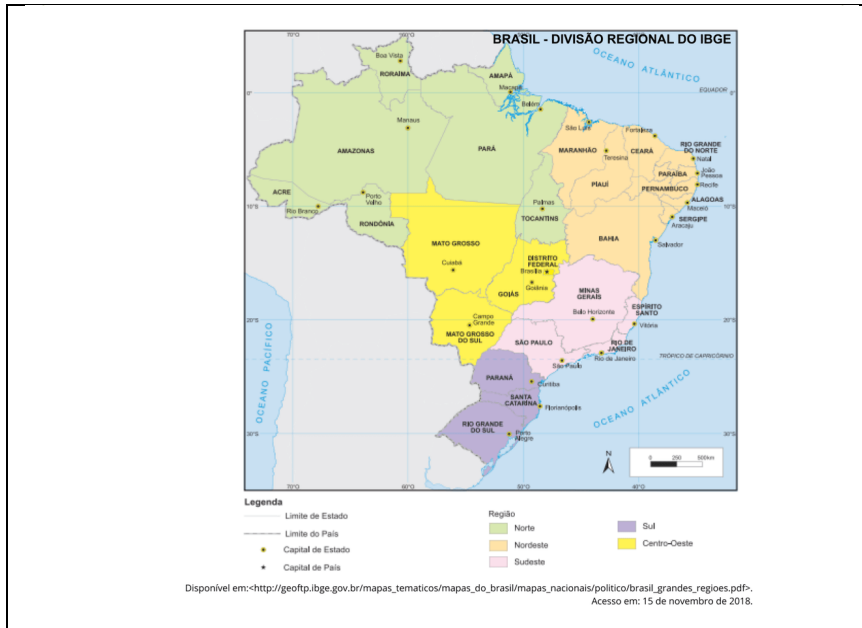 BRASIL - DIVISÃO REGIONAL DO IBGE
70°O
60°O
OCEANO ATLÂNTICO
Boa Vista
RORAÍMA
AMAPÁ
Macapá
EQUADOR
0°
0°
Belém
Manaus
São Luís
Fortaleza
AMAZONAS
PARÁ
MARANHÃO
CEARÁ
RIO GRANDE
DO NORTE
Teresina
Natal
PARAÍBA
João
Pessoa
PIAUÍ
PERNAMBUCO
Recife
ACRE
Porto
Velho
Rio Branco
RONDÔNIA
Palmas
TOCANTINS
ALAGOAS
Maceió
SERGIPE
Aracaju
10°S
10°S
MATO GROSSO
BAHIA
Salvador
Cuiabá
DISTRITO
FEDERAL
Brasília
Goiânia
GOIÁS
MINAS
GERAIS
Belo Horizonte
ESPÍRITO
SANTO
Vitória
Campo
Grande
MATO GROSSO
DO SUL
20°S
20°S
SÃO PAULO
RIO DE
JANEIRO
Rio de Janeiro
São Paulo
TRÓPICO DE CAPRICÓRNIO
OCEANO PACÍFICO
PARANÁ
Curitiba
SANTA
CATARINA
Florianópolis
OCEANO ATLÂNTICO
RIO GRANDE
DO SUL
Porto
Alegre
30°S
30°S
N
0 250 500km
70°O
60°O
50°O
40°O
Legenda
Limite de Estado
Limite do País
Capital de Estado
Capital de País
Região
Norte
Nordeste
Sudeste
Sul
Centro-Oeste
Disponível em:<http://geoftp.ibge.gov.br/mapas_tematicos/mapas_do_brasil/mapas_nacionais/politico/brasil_grandes_regioes.pdf>.
Acesso em: 15 de novembro de 2018.